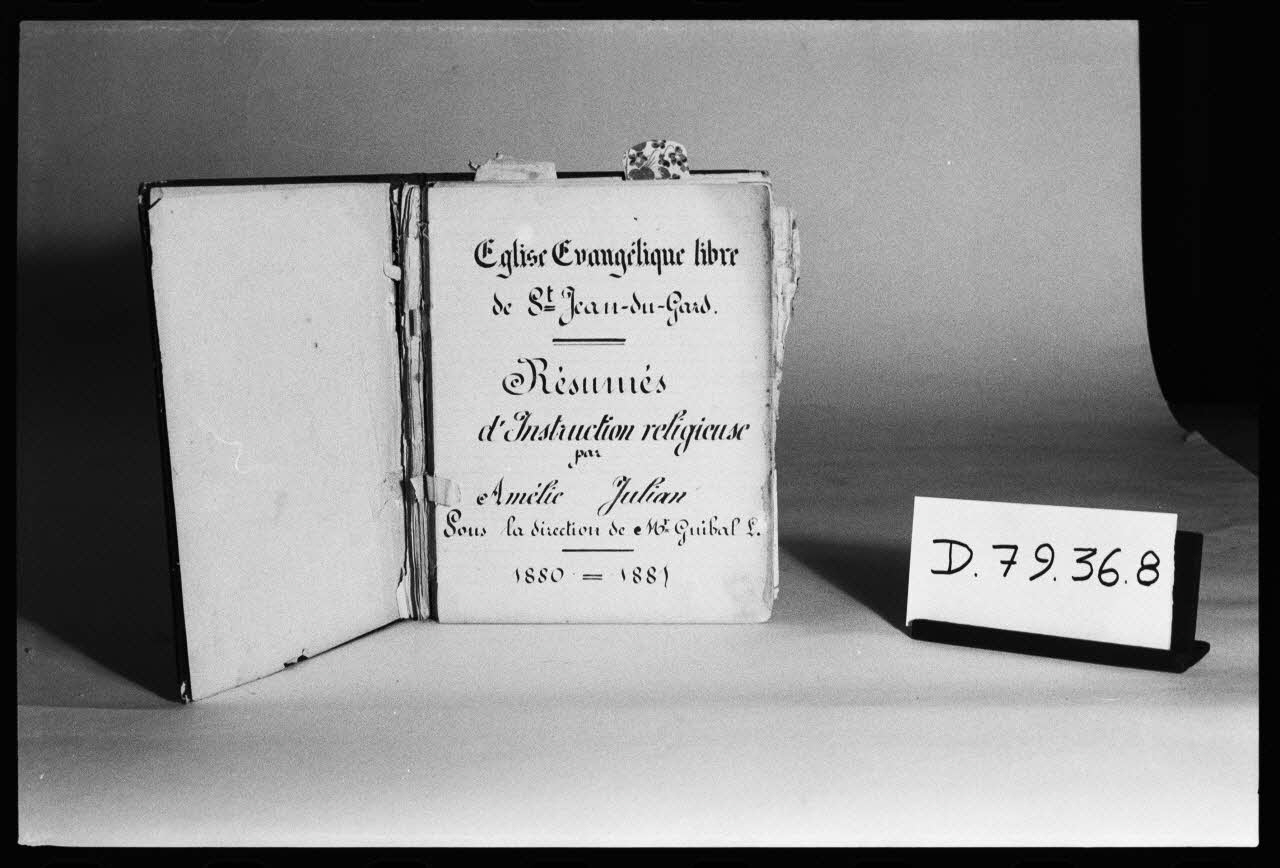 Eglise Evangélique libre
de St Jean-du-Gard.
Résumés
d'Instruction religieuse
par
Amélie Julian
Sous la direction de Mr Guibal L.
1880 = 1881
D.79.36.8